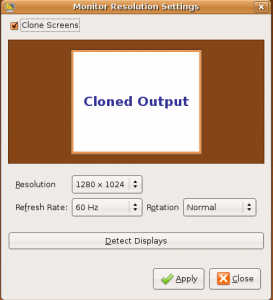 Monitor Resolution Settings
Clone Screens
Cloned Output
Resolution 1280 x 1024
Refresh Rate: 60 Hz Rotation Normal
Detect Displays
Apply Close